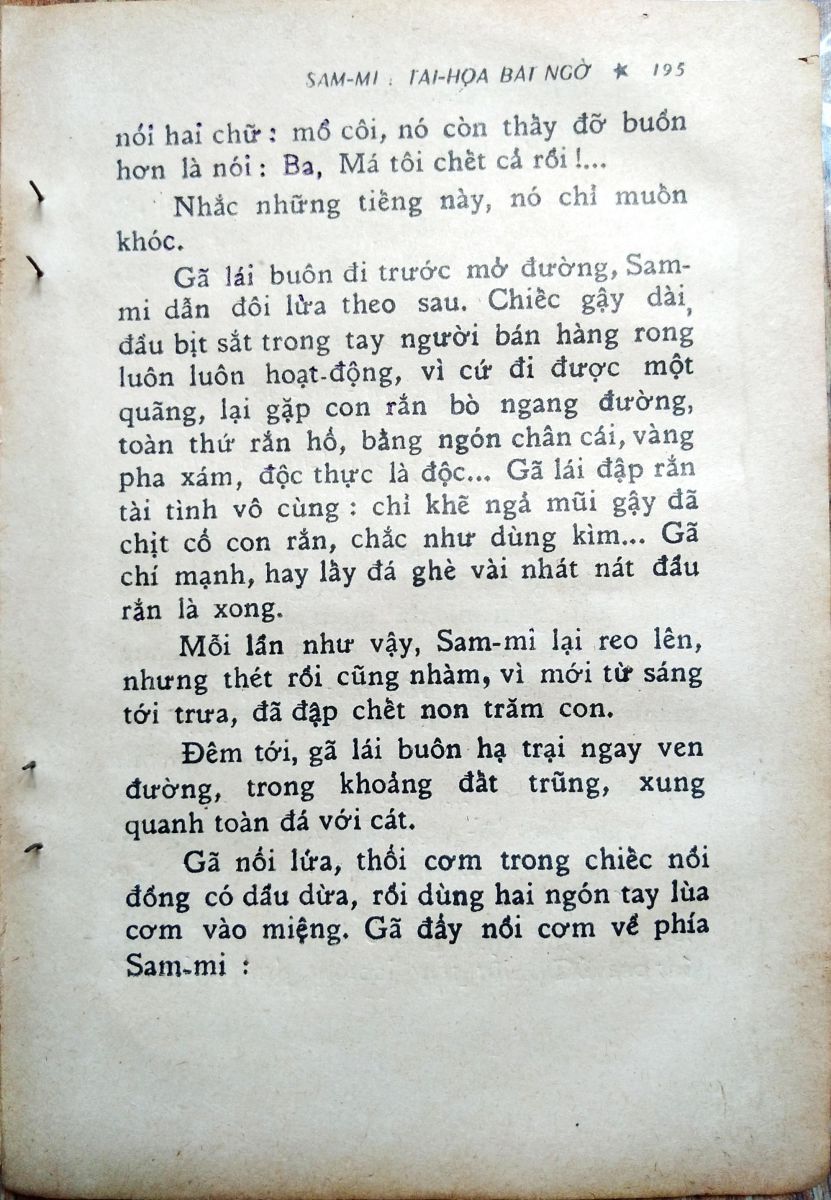 SAM-MI : TAI-HỌA BẤT NGỜ ★ 195
nói hai chữ : mồ côi, nó còn thấy đỡ buồn
hơn là nói : Ba, Má tôi chết cả rồi !...
Nhắc những tiếng này, nó chỉ muốn
khóc.
Gã lái buôn đi trước mở đường, Sam-
mi dẫn đôi lừa theo sau. Chiếc gậy dài,
đầu bịt sắt trong tay người bán hàng rong
luôn luôn hoạt-động, vì cứ đi được một
quãng, lại gặp con rắn bò ngang đường,
toàn thứ rắn hổ, bằng ngón chân cái, vàng
pha xám, độc thực là độc... Gã lái đập rắn
tài tình vô cùng : chỉ khẽ ngả mũi gậy đã
chịt cổ con rắn, chắc như dùng kìm... Gã
chí mạnh, hay lấy đá ghè vài nhát nát đầu
rắn là xong.
Mỗi lần như vậy, Sam-mi lại reo lên,
nhưng thét rồi cũng nhàm, vì mới từ sáng
tới trưa, đã đập chết non trăm con.
Đêm tới, gã lái buôn hạ trại ngay ven
đường, trong khoảng đất trũng, xung
quanh toàn đá với cát.
Gã nổi lửa, thổi cơm trong chiếc nồi
đồng có dầu dừa, rồi dùng hai ngón tay lùa
cơm vào miệng. Gã đẩy nồi cơm về phía
Sam-mi :